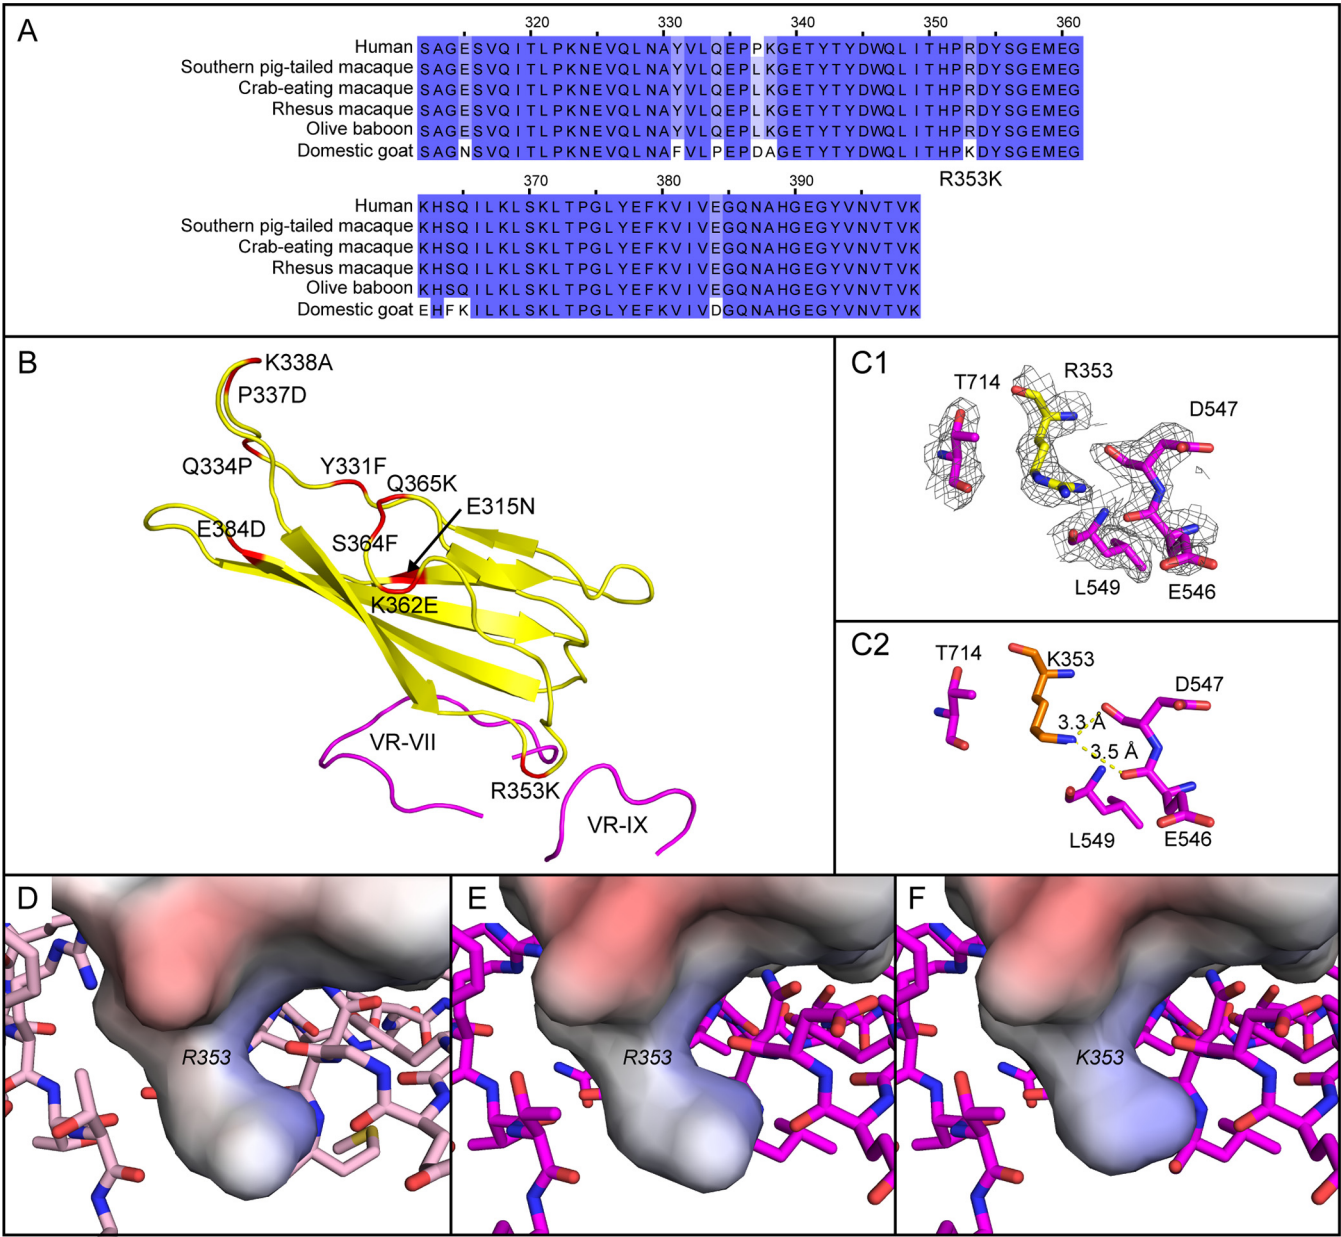 A
320 330 340 350 360
Human SAGESVQITLPKNEVQLNAYVLQEPPKGETYTYDWQLITHPRDYSGEMEG
Southern pig-tailed macaque SAGESVQITLPKNEVQLNAYVLQEPLKGETYTYDWQLITHPRDYSGEMEG
Crab-eating macaque SAGESVQITLPKNEVQLNAYVLQEPLKGETYTYDWQLITHPRDYSGEMEG
Rhesus macaque SAGESVQITLPKNEVQLNAYVLQEPLKGETYTYDWQLITHPRDYSGEMEG
Olive baboon SAGESVQITLPKNEVQLNAYVLQEPLKGETYTYDWQLITHPRDYSGEMEG
Domestic goat SAGNSVQITLPKNEVQLNAFVLPEPDAGETYTYDWQLITHPKDYSGEMEG
R353K
370 380 390
Human KHSQILKLSKLTPGLYEFKVIVEGQNAHGEGYVNVTVK
Southern pig-tailed macaque KHSQILKLSKLTPGLYEFKVIVEGQNAHGEGYVNVTVK
Crab-eating macaque KHSQILKLSKLTPGLYEFKVIVEGQNAHGEGYVNVTVK
Rhesus macaque KHSQILKLSKLTPGLYEFKVIVEGQNAHGEGYVNVTVK
Olive baboon KHSQILKLSKLTPGLYEFKVIVEGQNAHGEGYVNVTVK
Domestic goat EHFKILKLSKLTPGLYEFKVIVDGQNAHGEGYVNVTVK
B
K338A
P337D
Q334P
Y331F
Q365K
E315N
E384D
S364F
K362E
VR-VII
R353K
VR-IX
C1
T714
R353
D547
L549
E546
C2
T714
K353
D547
3.3 Å
3.5 Å
L549
E546
D
R353
E
R353
F
K353